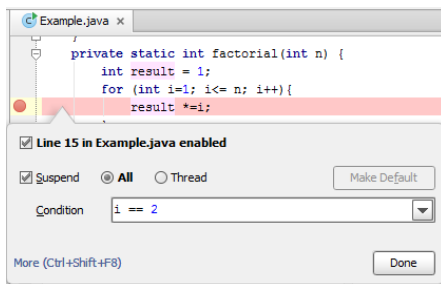 Example.java ×
}
private static int factorial(int n) {
int result = 1;
for (int i=1; i<= n; i++){
result *=i;
Line 15 in Example.java enabled
Suspend All Thread Make Default
Condition i == 2
More (Ctrl+Shift+F8) Done